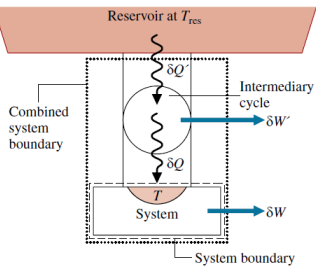 Reservoir at Tres
δQ´
Intermediary
cycle
Combined
system
boundary
δW´
δQ
T
System
δW
System boundary